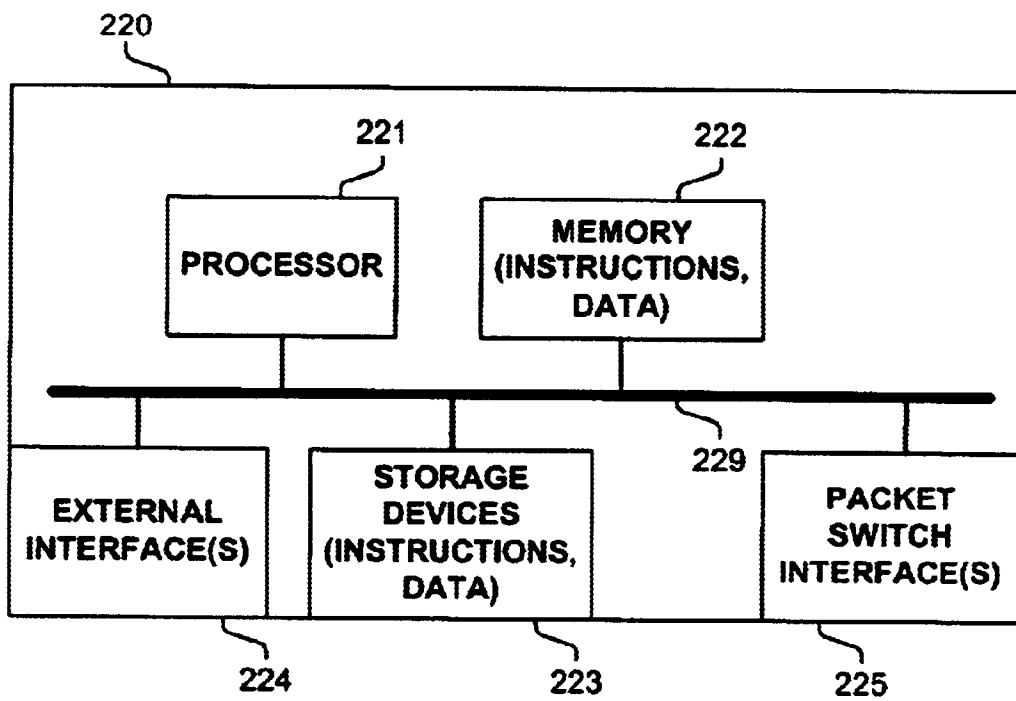 220
221
222
PROCESSOR
MEMORY
(INSTRUCTIONS,
DATA)
229
EXTERNAL
INTERFACE(S)
STORAGE
DEVICES
(INSTRUCTIONS,
DATA)
PACKET
SWITCH
INTERFACE(S)
224
223
225